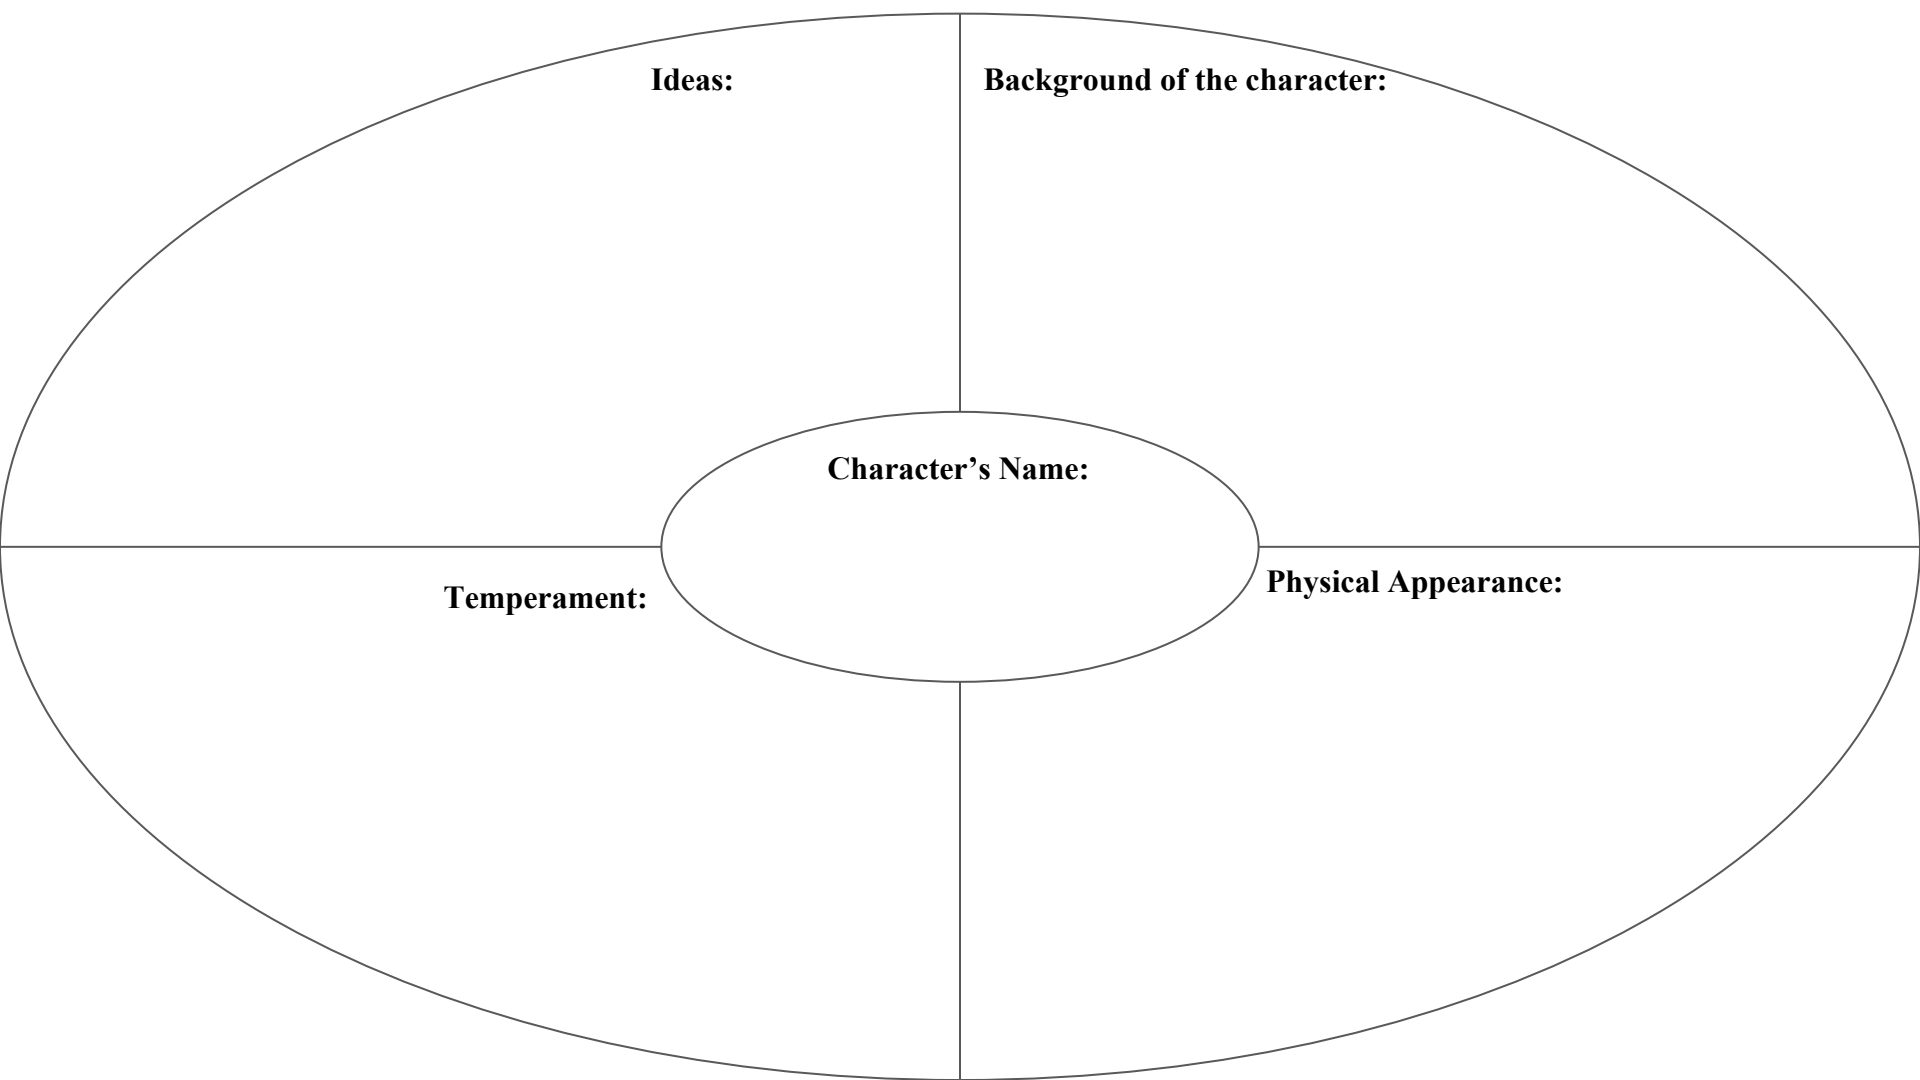 Ideas:
Background of the character:
Character’s Name:
Temperament:
Physical Appearance: